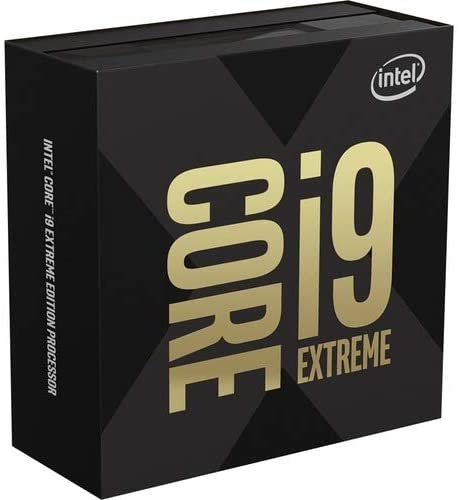 INTEL® CORE™ i9 EXTREME EDITION PROCESSOR
intel
CORE
i9
EXTREME